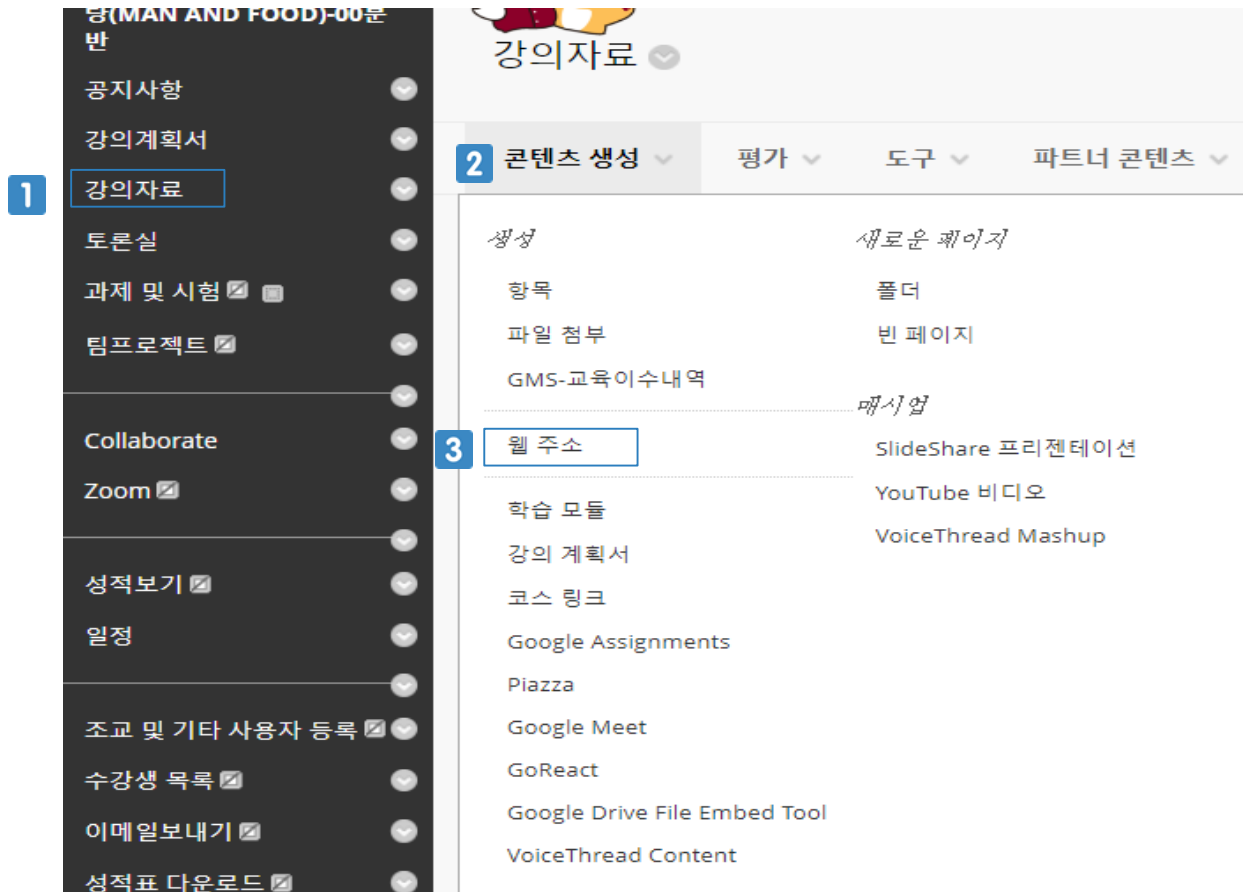 당(MAN AND FOOD)-00분
반
공지사항
강의계획서
1
강의자료
토론실
과제 및 시험
팀프로젝트
Collaborate
Zoom
성적보기
일정
조교 및 기타 사용자 등록
수강생 목록
이메일보내기
성적표 다운로드
강의자료
2 콘텐츠 생성 평가 도구 파트너 콘텐츠
생성
항목
파일 첨부
GMS-교육이수내역
3 웹 주소
학습 모듈
강의 계획서
코스 링크
Google Assignments
Piazza
Google Meet
GoReact
Google Drive File Embed Tool
VoiceThread Content
새로운 페이지
폴더
빈 페이지
매시업
SlideShare 프리젠테이션
YouTube 비디오
VoiceThread Mashup